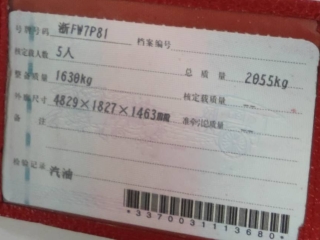 号牌号码 浙FW7P81 档案编号
核定载人数 5人 总质量 2055kg
整备质量 1630kg 核定载质量 --
外廓尺寸 4829×1827×1463mm 准牵引总质量 --
备注
检验记录 汽油
*3370031113680*